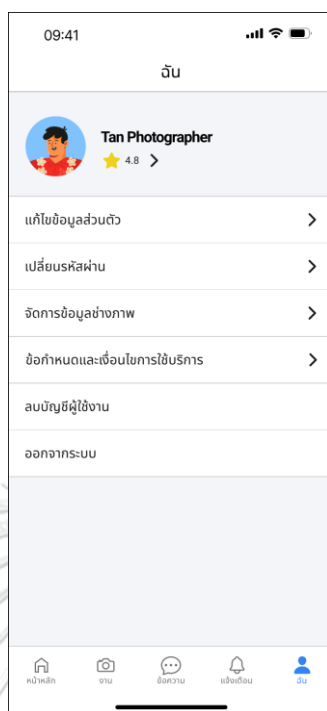 09:41
ฉัน
Tan Photographer
4.8
แก้ไขข้อมูลส่วนตัว
เปลี่ยนรหัสผ่าน
จัดการข้อมูลช่างภาพ
ข้อกำหนดและเงื่อนไขการใช้บริการ
ลบบัญชีผู้ใช้งาน
ออกจากระบบ
หน้าหลัก งาน ข้อความ แจ้งเตือน ฉัน